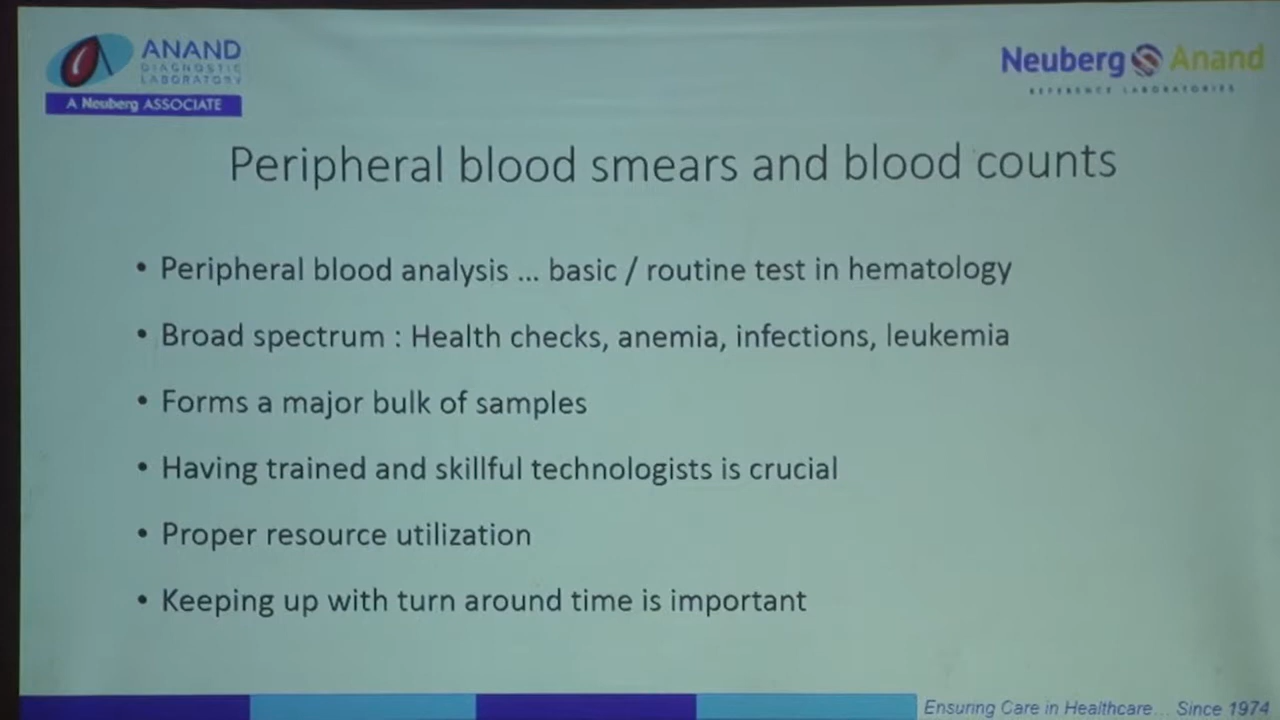 ANAND
DIAGNOSTIC
LABORATORY
A Neuberg ASSOCIATE
Neuberg Anand
REFERENCE LABORATORIES
Peripheral blood smears and blood counts
• Peripheral blood analysis ... basic / routine test in hematology
• Broad spectrum : Health checks, anemia, infections, leukemia
• Forms a major bulk of samples
• Having trained and skillful technologists is crucial
• Proper resource utilization
• Keeping up with turn around time is important
Ensuring Care in Healthcare... Since 1974